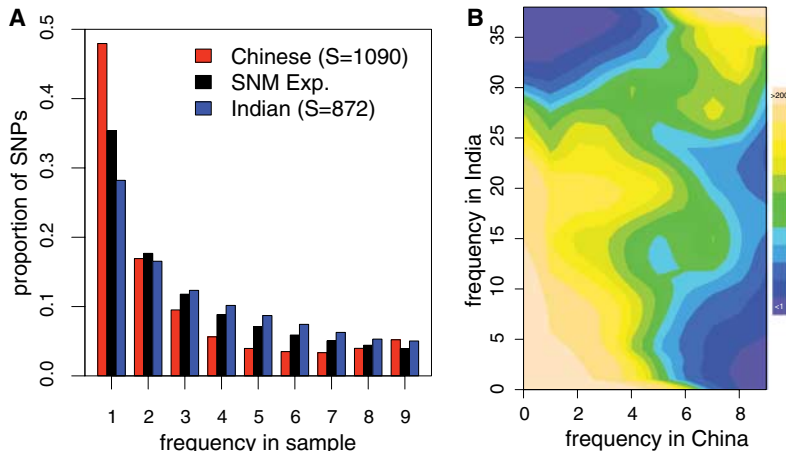 A
proportion of SNPs
0.5
0.4
0.3
0.2
0.1
0.0
Chinese (S=1090)
SNM Exp.
Indian (S=872)
1 2 3 4 5 6 7 8 9
frequency in sample
B
frequency in India
35
30
25
20
15
10
5
0
0 2 4 6 8
frequency in China
>200
<1